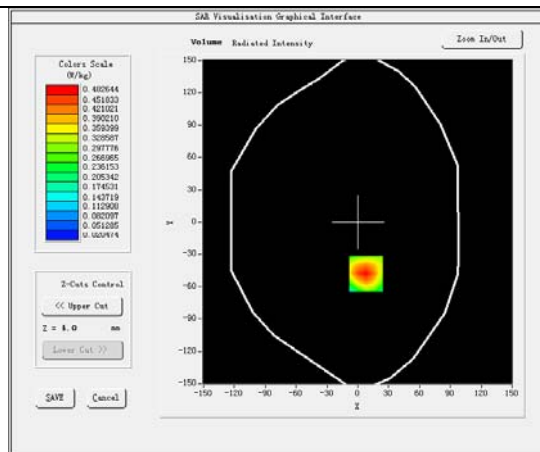 SAR Visualisation Graphical Interface
Volume Radiated Intensity
Zoom In/Out
Colors Scale
(W/kg)
0.482644
0.451833
0.421021
0.390210
0.359399
0.328587
0.297776
0.266965
0.236153
0.205342
0.174531
0.143719
0.112908
0.082097
0.051285
0.020474
Z-Cuts Control
<< Upper Cut
Z = 4.0 mm
Lower Cut >>
SAVE Cancel
150
120
90
60
30
0
-30
-60
-90
-120
-150
Y
-150 -120 -90 -60 -30 0 30 60 90 120 150
X